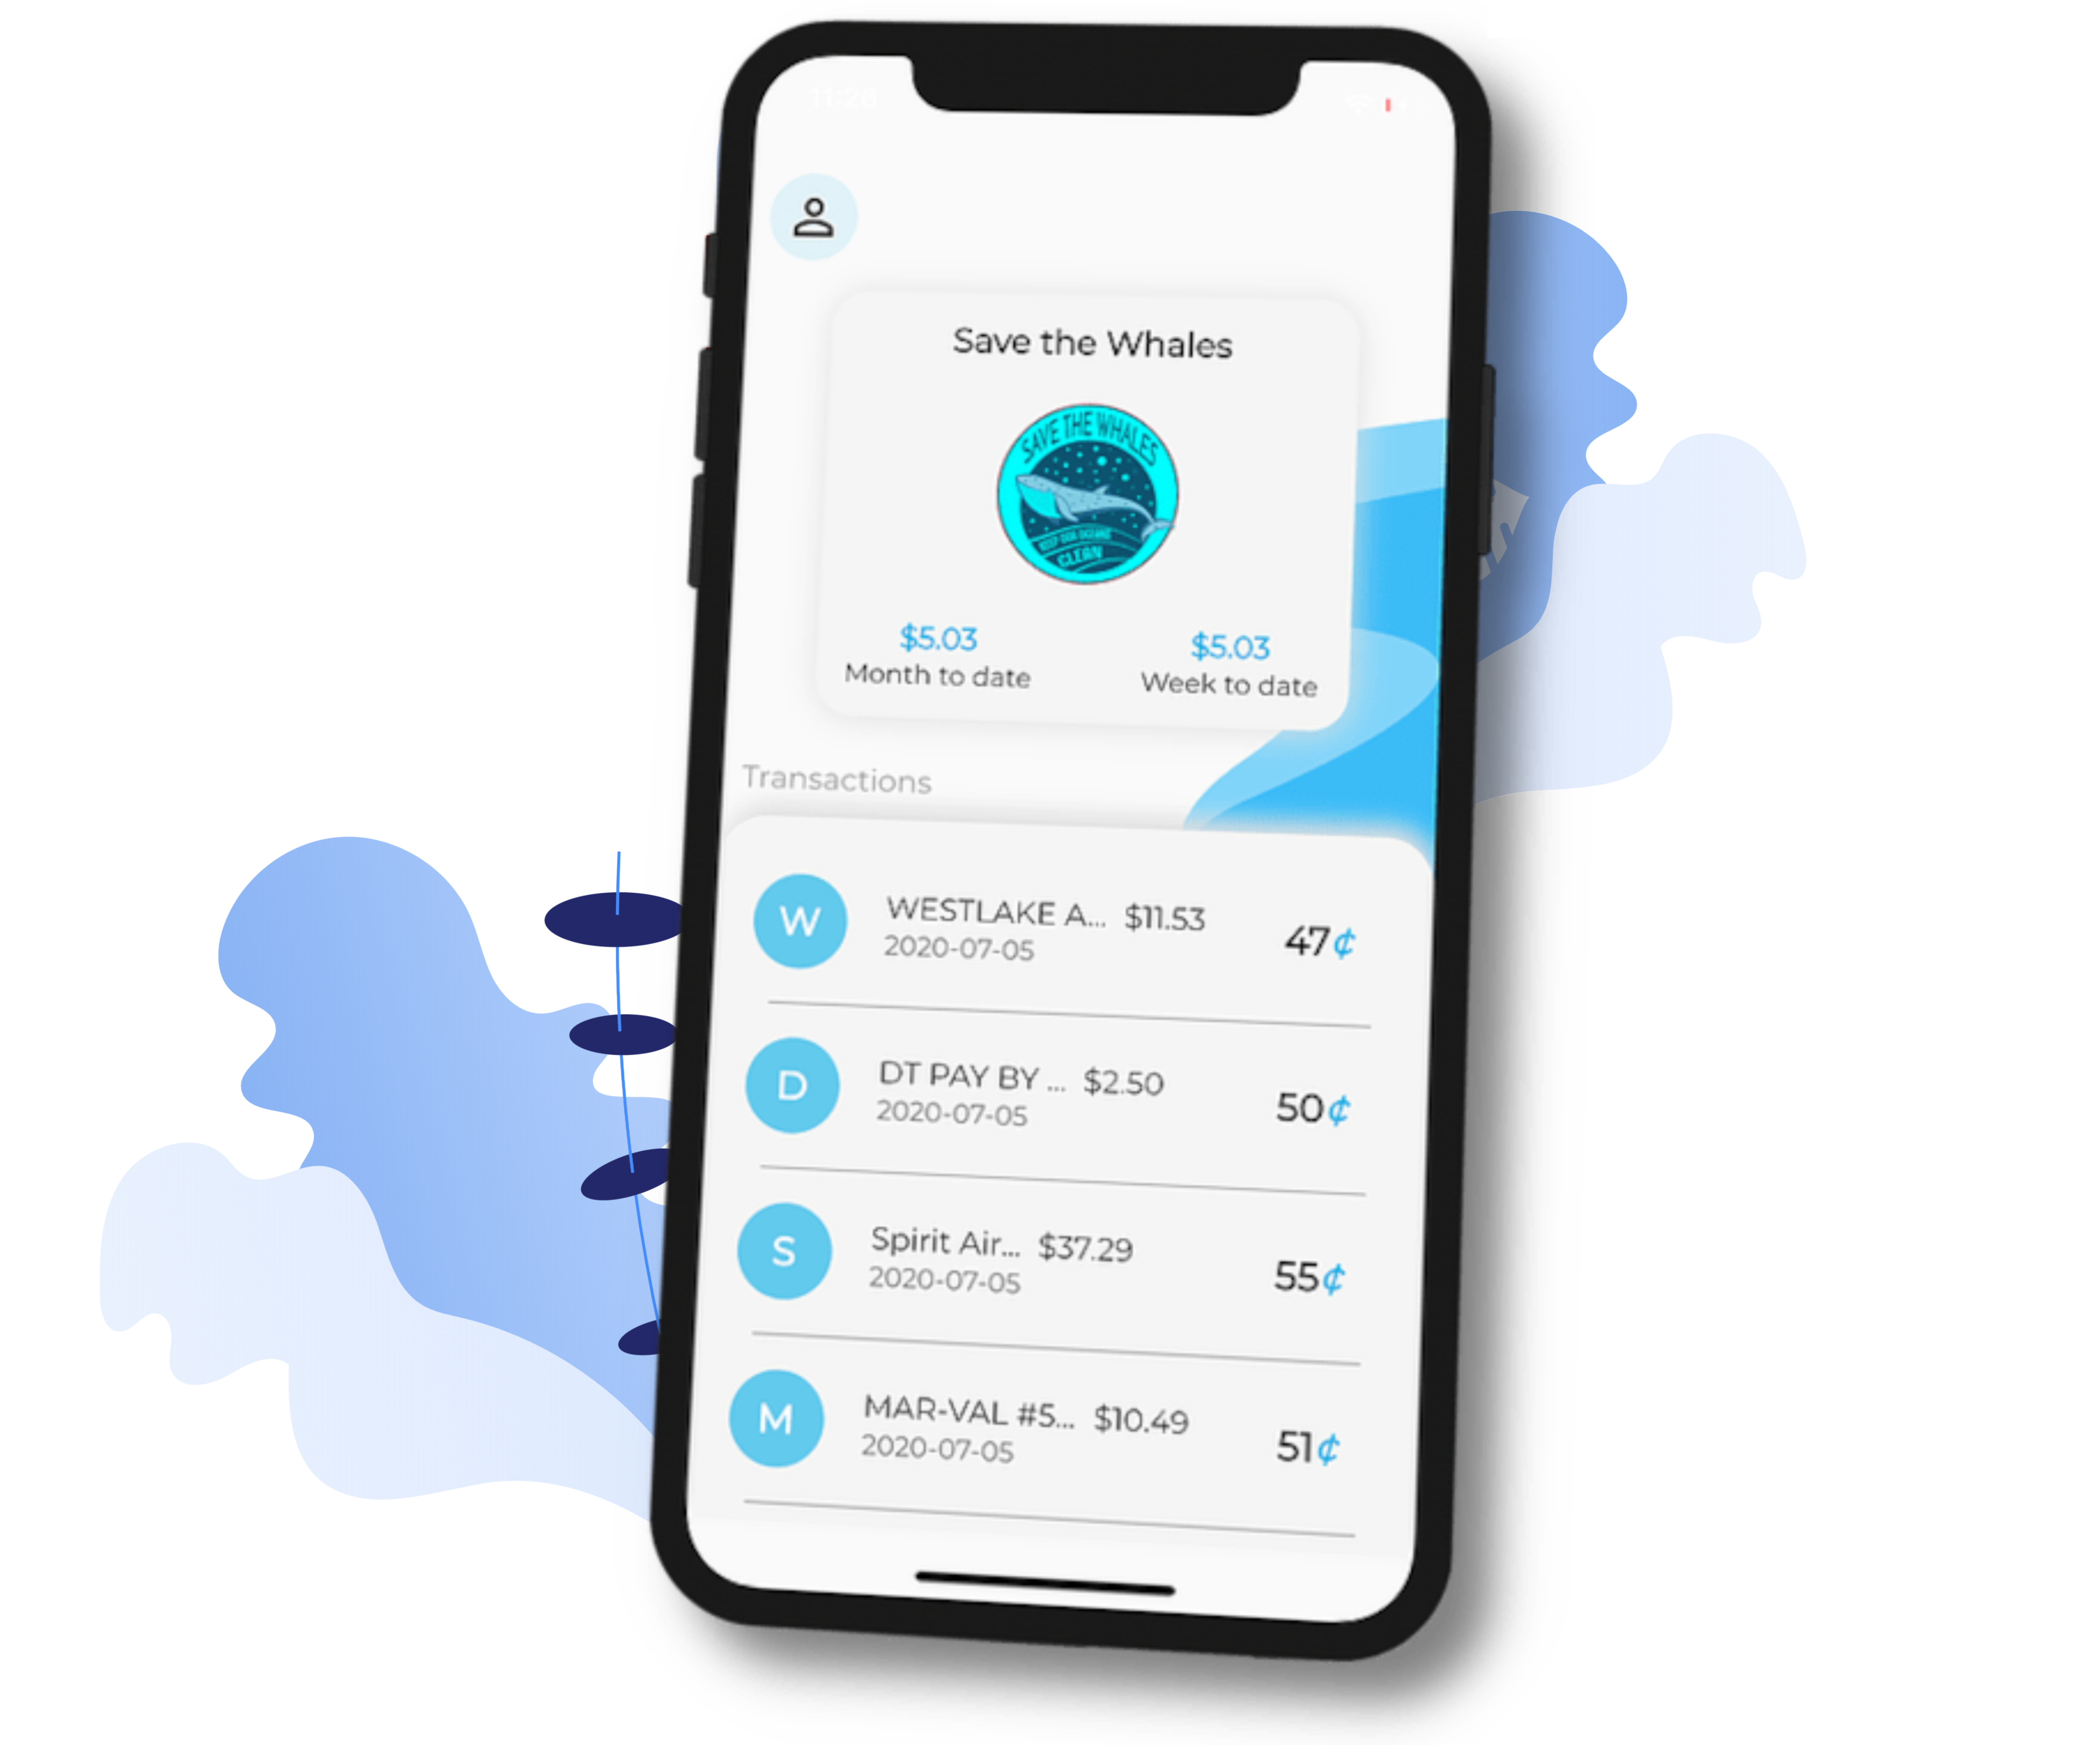 11:26
Save the Whales
SAVE THE WHALES
KEEP OUR OCEANS
CLEAN
$5.03 $5.03
Month to date Week to date
Transactions
W WESTLAKE A... $11.53 47¢
2020-07-05
D DT PAY BY ... $2.50 50¢
2020-07-05
S Spirit Air... $37.29 55¢
2020-07-05
M MAR-VAL #5... $10.49 51¢
2020-07-05